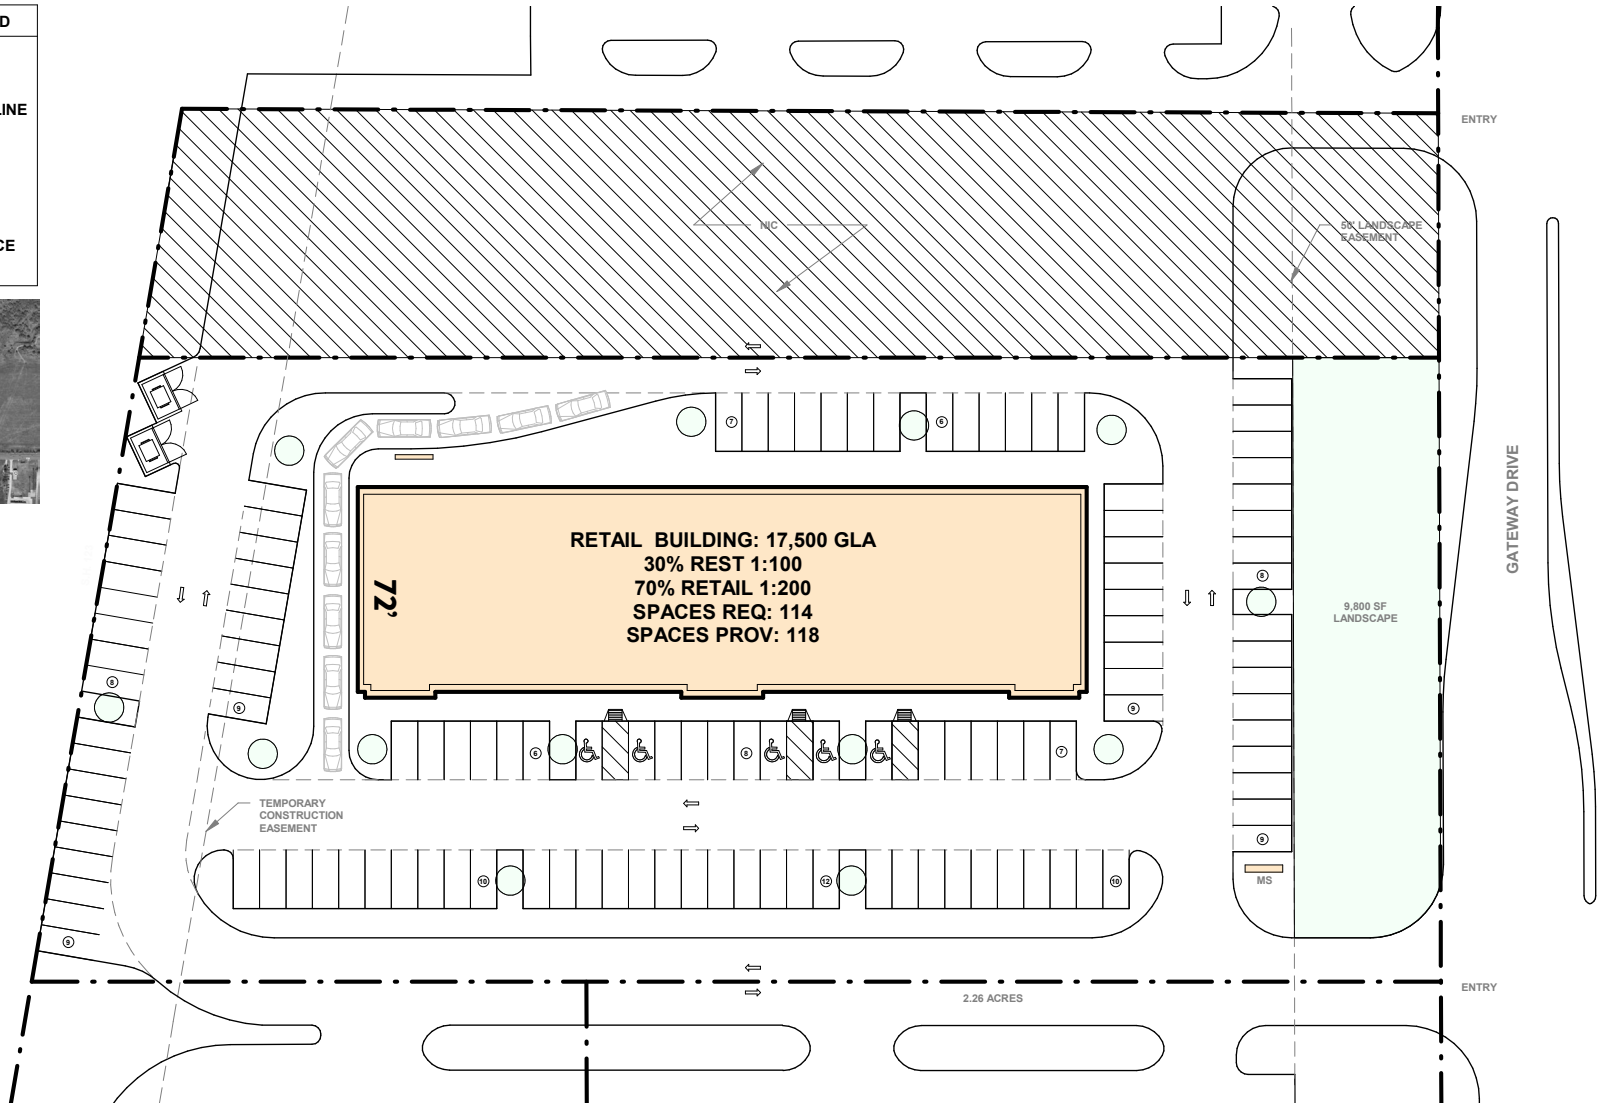 D
LINE
CE
ENTRY
NIC
50' LANDSCAPE
EASEMENT
7
6
RETAIL BUILDING: 17,500 GLA
30% REST 1:100
70% RETAIL 1:200
SPACES REQ: 114
SPACES PROV: 118
72'
GATEWAY DRIVE
8
9,800 SF
LANDSCAPE
8
9
9
6
8
7
TEMPORARY
CONSTRUCTION
EASEMENT
9
10
12
10
MS
9
ENTRY
2.26 ACRES